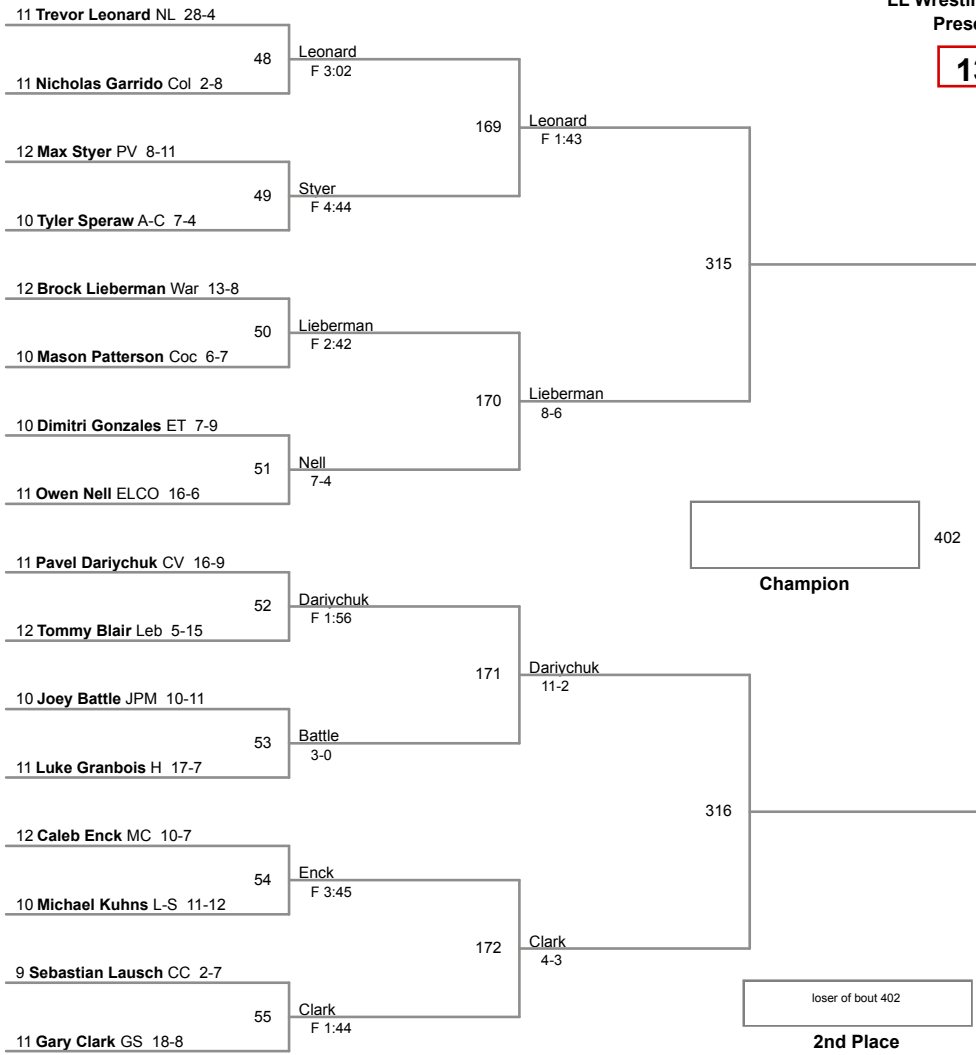 LL Wrestlin
Prese
11 Trevor Leonard NL 28-4
48
Leonard
F 3:02
11 Nicholas Garrido Col 2-8
169
Leonard
F 1:43
12 Max Styer PV 8-11
49
Styer
F 4:44
10 Tyler Speraw A-C 7-4
315
12 Brock Lieberman War 13-8
50
Lieberman
F 2:42
10 Mason Patterson Coc 6-7
170
Lieberman
8-6
10 Dimitri Gonzales ET 7-9
51
Nell
7-4
11 Owen Nell ELCO 16-6
402
Champion
11 Pavel Dariychuk CV 16-9
52
Dariychuk
F 1:56
12 Tommy Blair Leb 5-15
171
Dariychuk
11-2
10 Joey Battle JPM 10-11
53
Battle
3-0
11 Luke Granbois H 17-7
316
12 Caleb Enck MC 10-7
54
Enck
F 3:45
10 Michael Kuhns L-S 11-12
172
Clark
4-3
9 Sebastian Lausch CC 2-7
55
Clark
F 1:44
11 Gary Clark GS 18-8
loser of bout 402
2nd Place